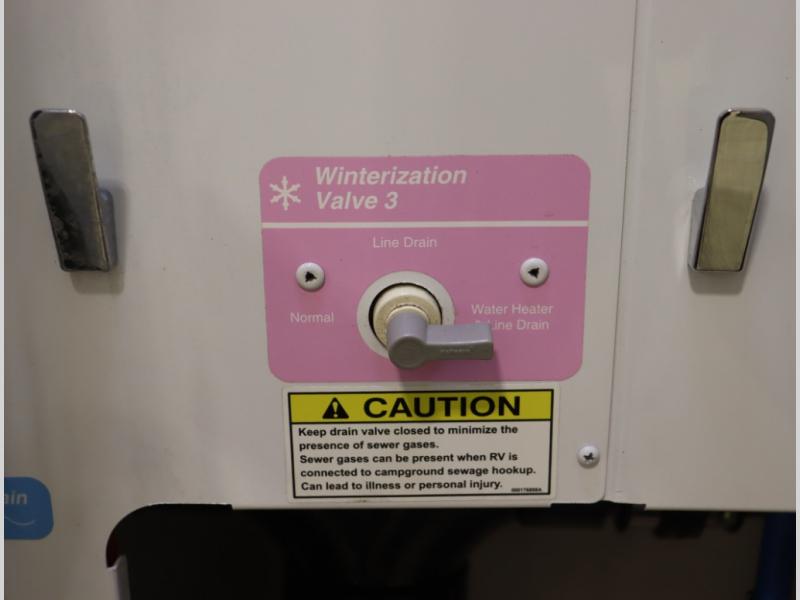 Winterization
Valve 3
Line Drain
Normal
Water Heater
Line Drain
CAUTION
Keep drain valve closed to minimize the
presence of sewer gases.
Sewer gases can be present when RV is
connected to campground sewage hookup.
Can lead to illness or personal injury.
ain